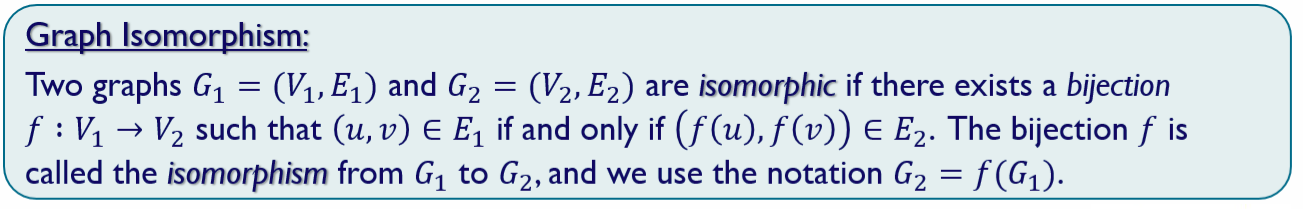 Graph Isomorphism:
Two graphs G₁ = (V₁, E₁) and G₂ = (V₂, E₂) are isomorphic if there exists a bijection
f : V₁ → V₂ such that (u, v) ∈ E₁ if and only if (f(u), f(v)) ∈ E₂. The bijection f is
called the isomorphism from G₁ to G₂, and we use the notation G₂ = f(G₁).